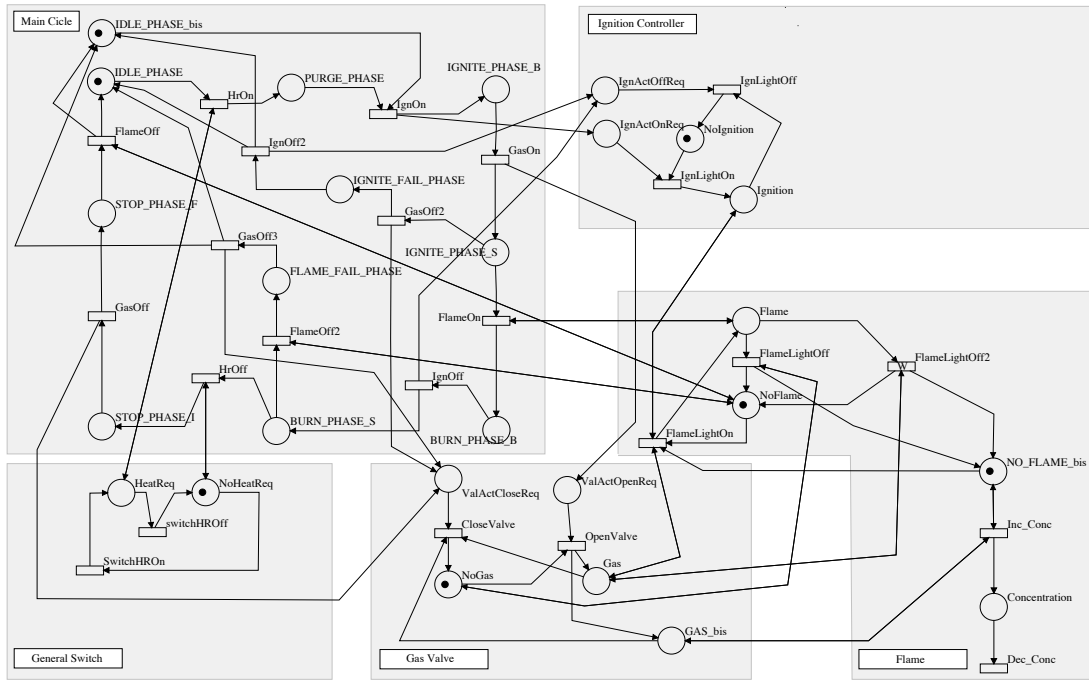 Main Cicle
IDLE_PHASE_bis
IDLE_PHASE
HrOn
PURGE_PHASE
IgnOn
IGNITE_PHASE_B
FlameOff
IgnOff2
GasOn
IGNITE_FAIL_PHASE
STOP_PHASE_F
GasOff2
GasOff3
IGNITE_PHASE_S
FLAME_FAIL_PHASE
GasOff
FlameOn
FlameOff2
HrOff
IgnOff
STOP_PHASE_I
BURN_PHASE_S
BURN_PHASE_B
Ignition Controller
IgnActOffReq
IgnLightOff
IgnActOnReq
NoIgnition
IgnLightOn
Ignition
Flame
FlameLightOff
FlameLightOff2
W
NoFlame
FlameLightOn
NO_FLAME_bis
Inc_Conc
Concentration
Dec_Conc
Flame
HeatReq
NoHeatReq
switchHROff
SwitchHROn
General Switch
ValActCloseReq
ValActOpenReq
CloseValve
OpenValve
NoGas
Gas
GAS_bis
Gas Valve